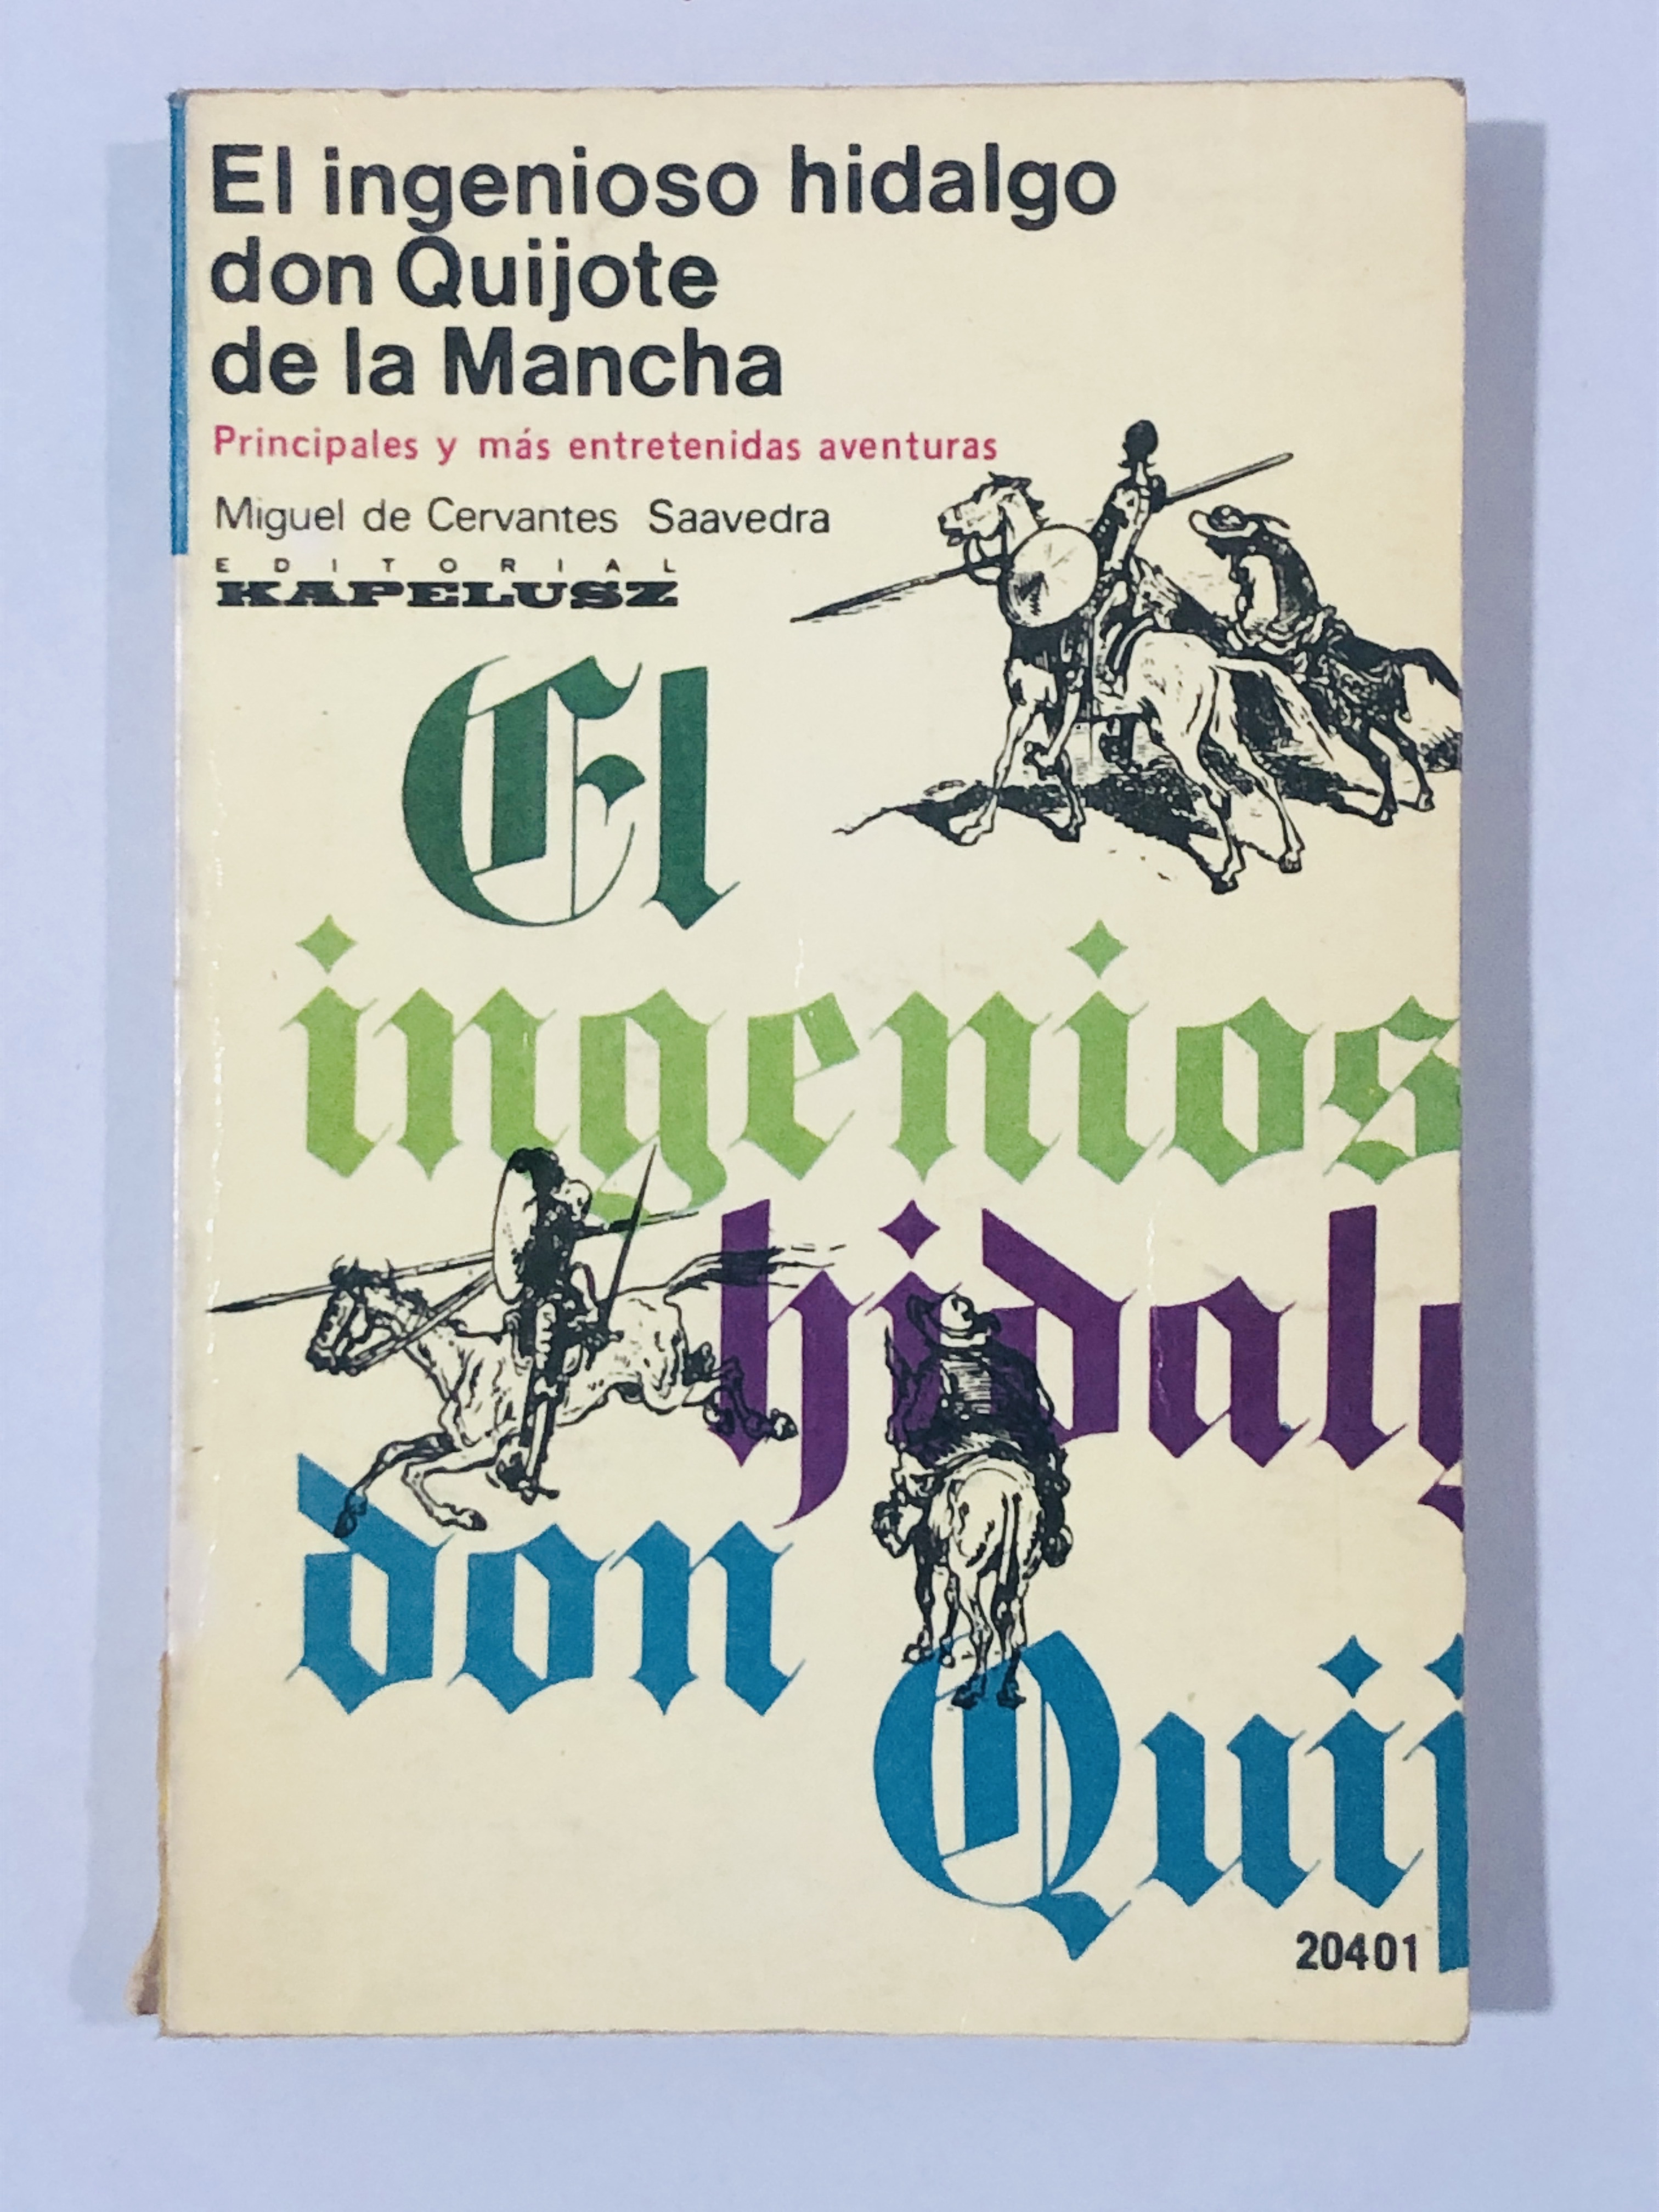 El ingenioso hidalgo
don Quijote
de la Mancha
Principales y más entretenidas aventuras
Miguel de Cervantes Saavedra
EDITORIAL
KAPELUSZ
El
ingenios
hidalg
don
Quij
20401